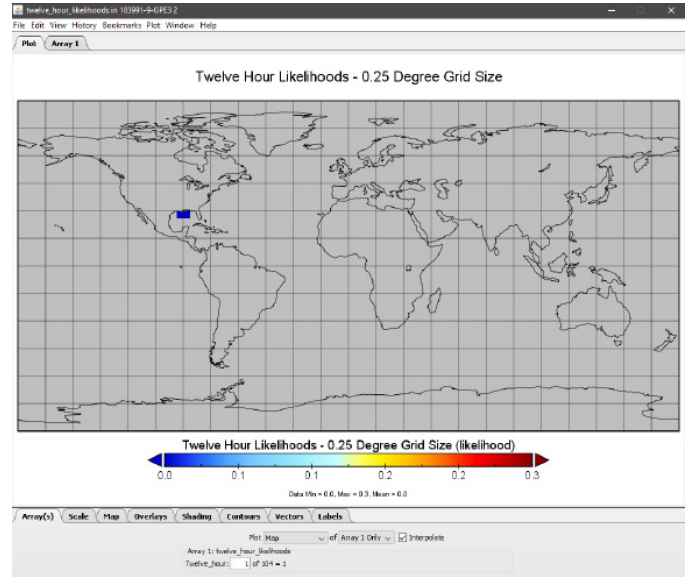 twelve_hour_likelihoods in 183991-9-GPE3.2
File Edit View History Bookmarks Plot Window Help
Plot Array 1
Twelve Hour Likelihoods - 0.25 Degree Grid Size
Twelve Hour Likelihoods - 0.25 Degree Grid Size (likelihood)
0.0 0.1 0.1 0.2 0.2 0.3
Data Min = 0.0, Max = 0.3, Mean = 0.0
Array(s) Scale Map Overlays Shading Contours Vectors Labels
Plot Map of Array 1 Only Interpolate
Array 1: twelve_hour_likelihoods
Twelve_hour: 1 of 104 = 1